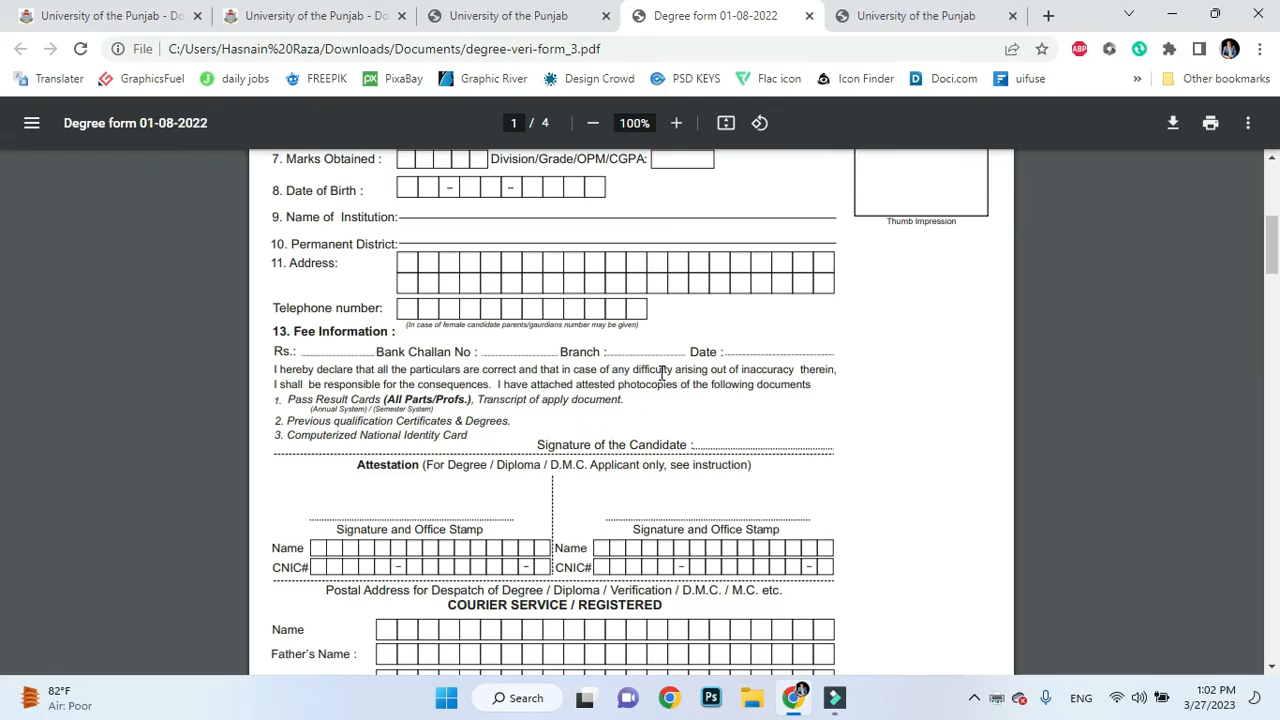 University of the Punjab - Do
University of the Punjab - Do
University of the Punjab
Degree form 01-08-2022
University of the Punjab
File
C:/Users/Hasnain%20Raza/Downloads/Documents/degree-veri-form_3.pdf
ABP
Translater
GraphicsFuel
daily jobs
FREEPIK
PixaBay
Graphic River
Design Crowd
PSD KEYS
Flac icon
Icon Finder
Doci.com
uifuse
»
Other bookmarks
Degree form 01-08-2022
1 / 4
100%
7. Marks Obtained :
Division/Grade/OPM/CGPA:
8. Date of Birth :
9. Name of Institution:
Thumb Impression
10. Permanent District:
11. Address:
Telephone number:
(In case of female candidate parents/gaurdians number may be given)
13. Fee Information :
Rs.: Bank Challan No : Branch : Date :
I hereby declare that all the particulars are correct and that in case of any difficulty arising out of inaccuracy therein,
I shall be responsible for the consequences. I have attached attested photocopies of the following documents
1. Pass Result Cards (All Parts/Profs.), Transcript of apply document.
(Annual System) / (Semester System)
2. Previous qualification Certificates & Degrees.
3. Computerized National Identity Card
Signature of the Candidate :
Attestation (For Degree / Diploma / D.M.C. Applicant only, see instruction)
Signature and Office Stamp
Signature and Office Stamp
Name
Name
CNIC#
CNIC#
Postal Address for Despatch of Degree / Diploma / Verification / D.M.C. / M.C. etc.
COURIER SERVICE / REGISTERED
Name
Father's Name :
82°F
Air: Poor
Search
Ps
ENG
1:02 PM
3/27/2023